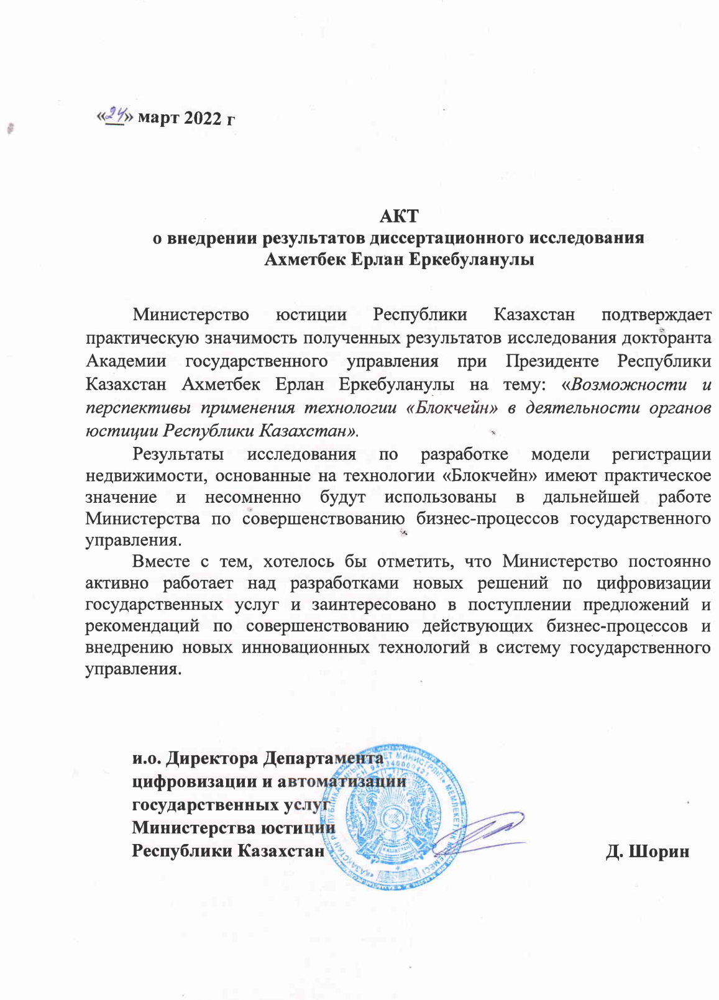 «24» март 2022 г
АКТ
о внедрении результатов диссертационного исследования
Ахметбек Ерлан Еркебуланулы
Министерство юстиции Республики Казахстан подтверждает
практическую значимость полученных результатов исследования докторанта
Академии государственного управления при Президенте Республики
Казахстан Ахметбек Ерлан Еркебуланулы на тему: «Возможности и
перспективы применения технологии «Блокчейн» в деятельности органов
юстиции Республики Казахстан».
Результаты исследования по разработке модели регистрации
недвижимости, основанные на технологии «Блокчейн» имеют практическое
значение и несомненно будут использованы в дальнейшей работе
Министерства по совершенствованию бизнес-процессов государственного
управления.
Вместе с тем, хотелось бы отметить, что Министерство постоянно
активно работает над разработками новых решений по цифровизации
государственных услуг и заинтересовано в поступлении предложений и
рекомендаций по совершенствованию действующих бизнес-процессов и
внедрению новых инновационных технологий в систему государственного
управления.
и.о. Директора Департамента
цифровизации и автоматизации
государственных услуг
Министерства юстиции
Республики Казахстан Д. Шорин
ҚАЗАҚСТАН